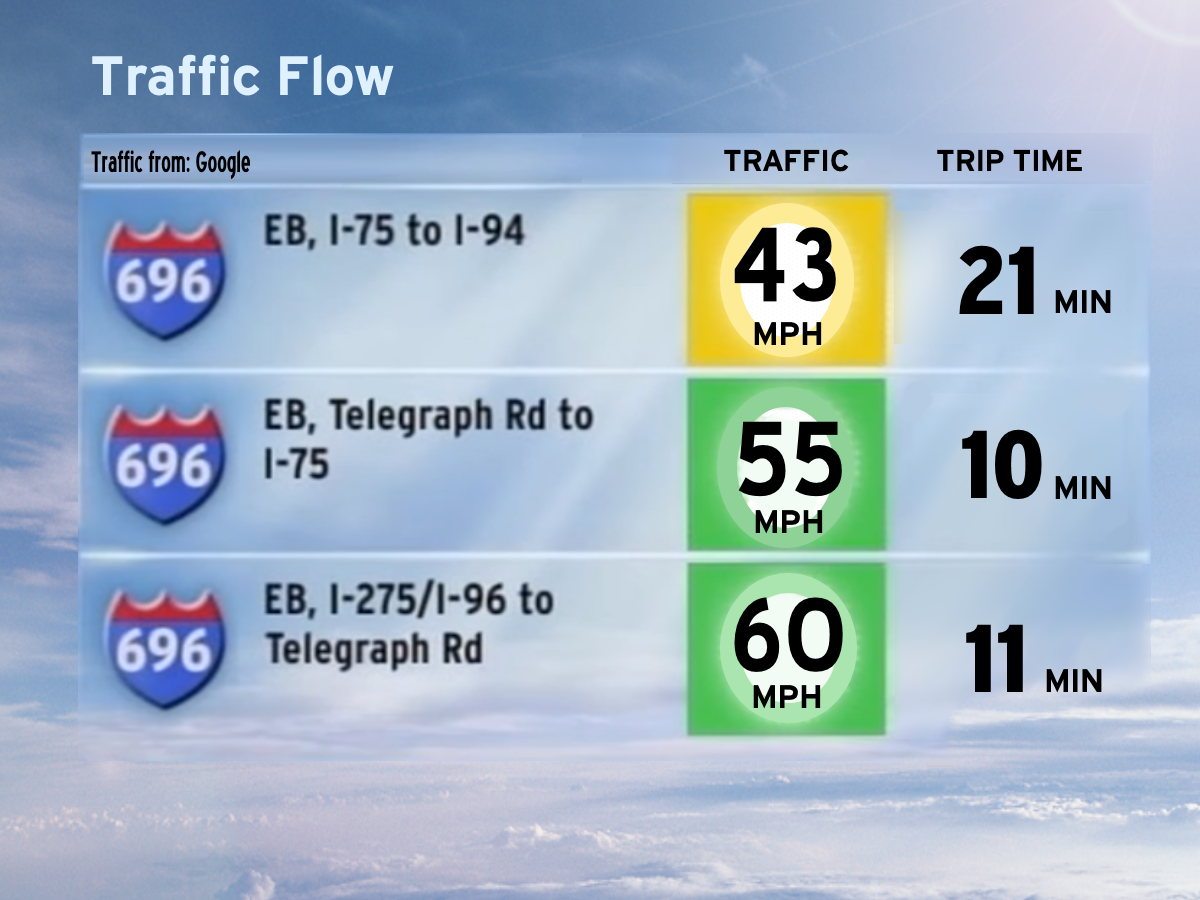 Traffic Flow
Traffic from: Google
TRAFFIC
TRIP TIME
696
EB, I-75 to I-94
43
MPH
21 MIN
696
EB, Telegraph Rd to
I-75
55
MPH
10 MIN
696
EB, I-275/I-96 to
Telegraph Rd
60
MPH
11 MIN